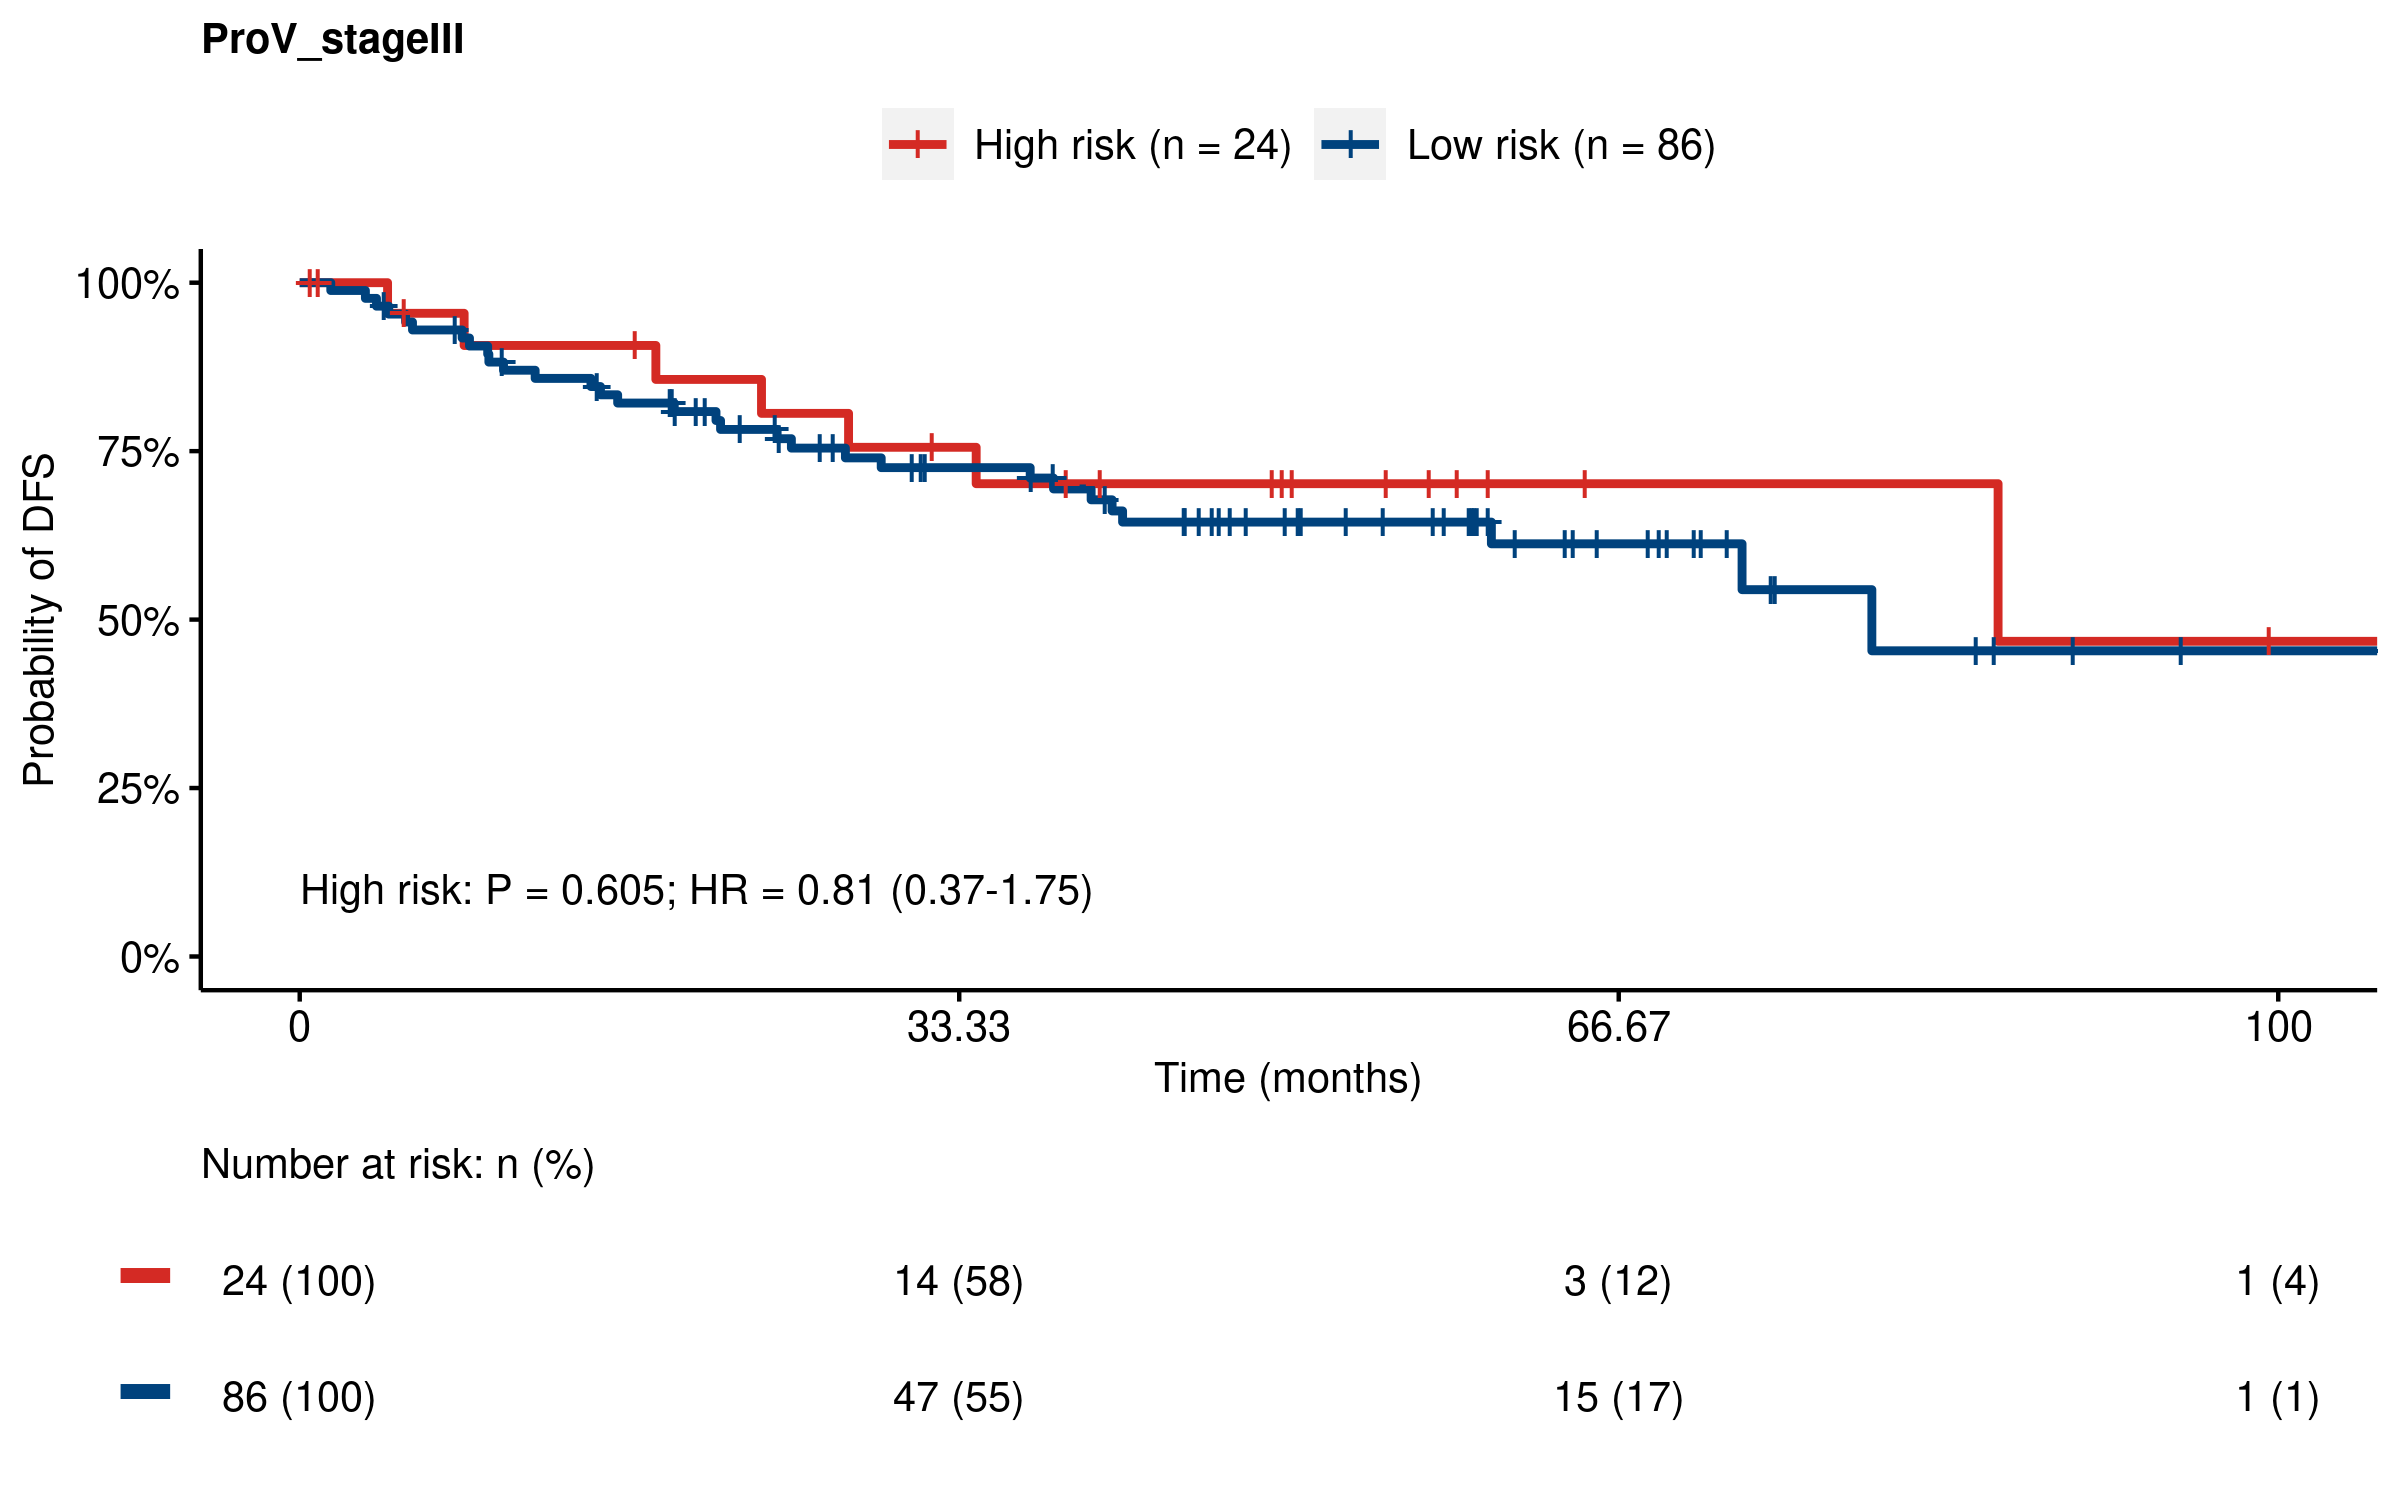 ProV_stageIII
High risk (n = 24) Low risk (n = 86)
100%
75%
50%
25%
0%
Probability of DFS
High risk: P = 0.605; HR = 0.81 (0.37-1.75)
0 33.33 66.67 100
Time (months)
Number at risk: n (%)
24 (100) 14 (58) 3 (12) 1 (4)
86 (100) 47 (55) 15 (17) 1 (1)